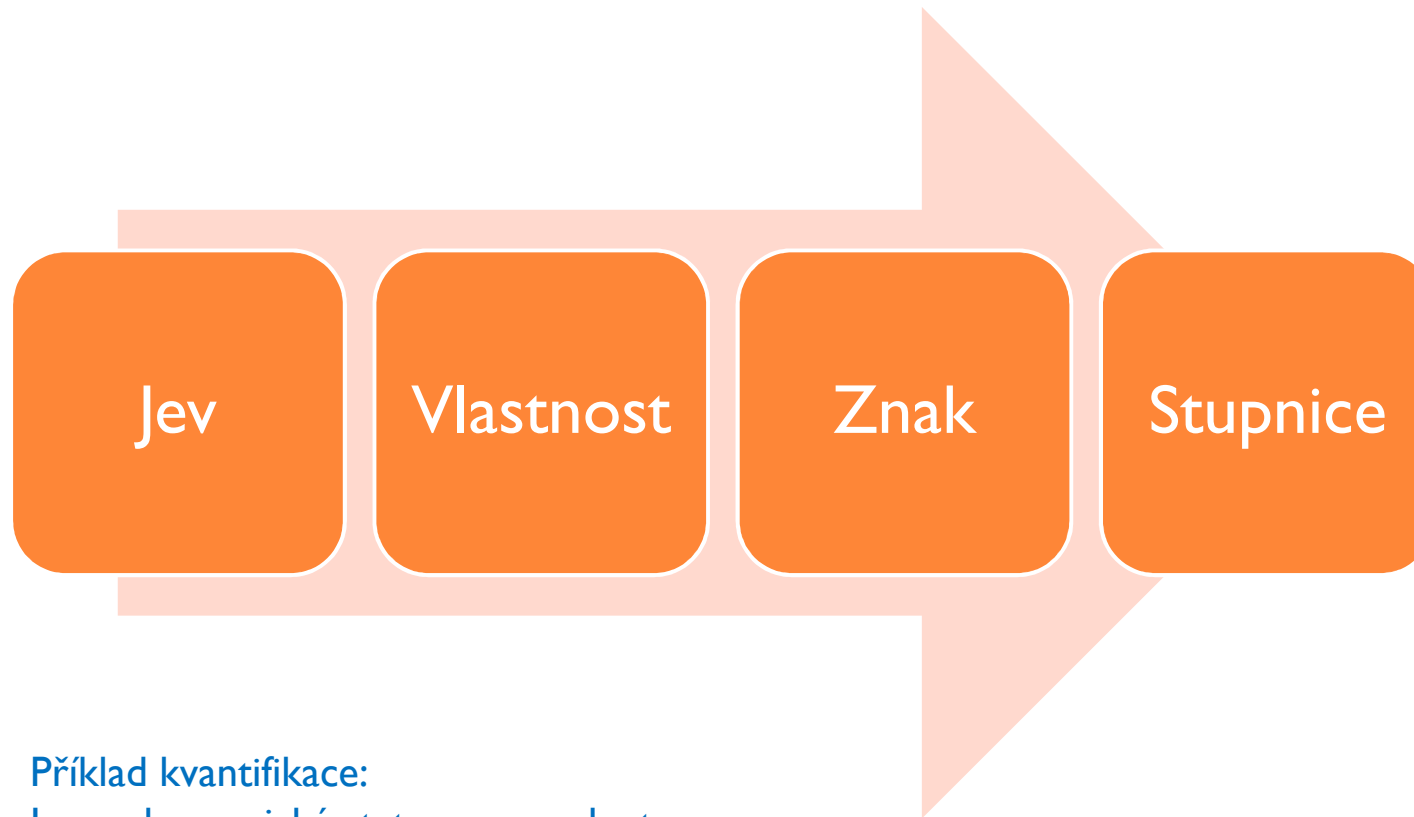 Jev
Vlastnost
Znak
Stupnice
Příklad kvantifikace: